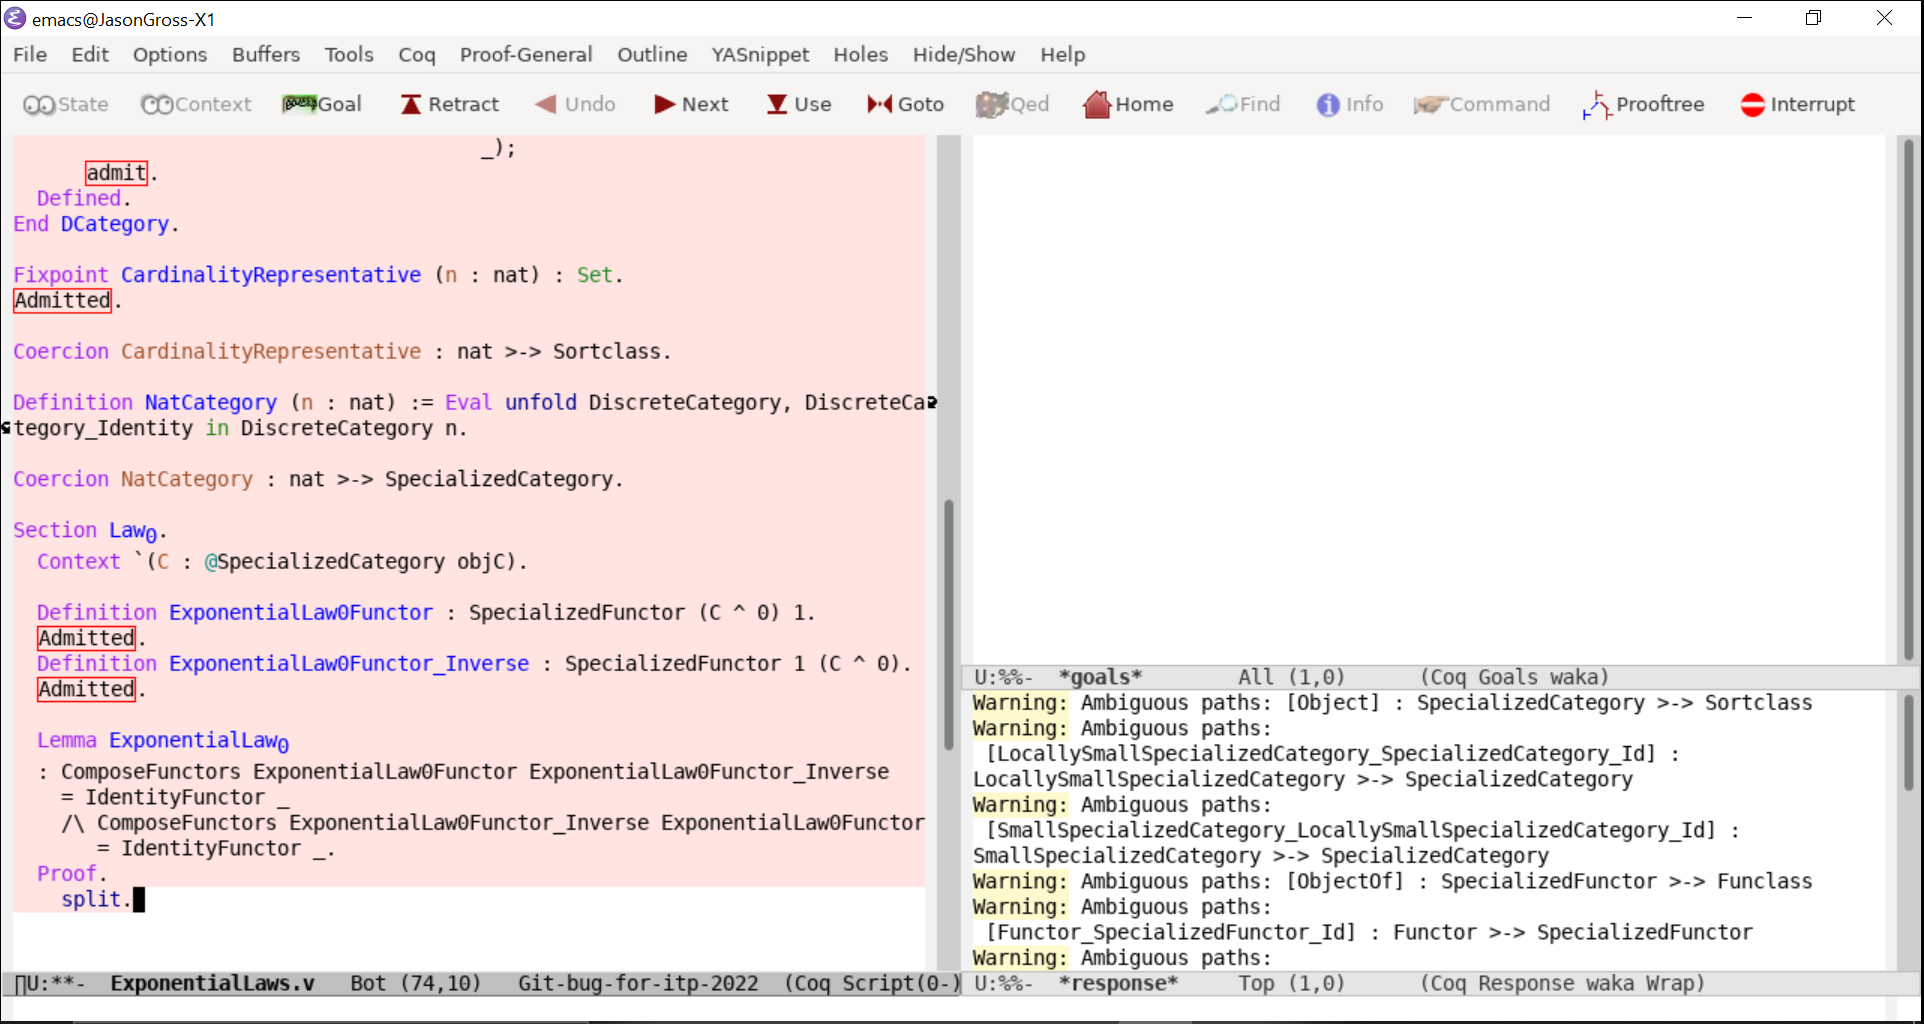 emacs@JasonGross-X1
File Edit Options Buffers Tools Coq Proof-General Outline YASnippet Holes Hide/Show Help
State Context Goal Retract Undo Next Use Goto Qed Home Find Info Command Prooftree Interrupt
_);
admit.
Defined.
End DCategory.
Fixpoint CardinalityRepresentative (n : nat) : Set.
Admitted.
Coercion CardinalityRepresentative : nat >-> Sortclass.
Definition NatCategory (n : nat) := Eval unfold DiscreteCategory, DiscreteCa
tegory_Identity in DiscreteCategory n.
Coercion NatCategory : nat >-> SpecializedCategory.
Section Law₀.
Context `(C : @SpecializedCategory objC).
Definition ExponentialLaw0Functor : SpecializedFunctor (C ^ 0) 1.
Admitted.
Definition ExponentialLaw0Functor_Inverse : SpecializedFunctor 1 (C ^ 0).
Admitted.
Lemma ExponentialLaw₀
: ComposeFunctors ExponentialLaw0Functor ExponentialLaw0Functor_Inverse
= IdentityFunctor _
/\ ComposeFunctors ExponentialLaw0Functor_Inverse ExponentialLaw0Functor
= IdentityFunctor _.
Proof.
split.
U:**- ExponentialLaws.v Bot (74,10) Git-bug-for-itp-2022 (Coq Script(0-)
U:%%- *goals* All (1,0) (Coq Goals waka)
Warning: Ambiguous paths: [Object] : SpecializedCategory >-> Sortclass
Warning: Ambiguous paths:
[LocallySmallSpecializedCategory_SpecializedCategory_Id] :
LocallySmallSpecializedCategory >-> SpecializedCategory
Warning: Ambiguous paths:
[SmallSpecializedCategory_LocallySmallSpecializedCategory_Id] :
SmallSpecializedCategory >-> SpecializedCategory
Warning: Ambiguous paths: [ObjectOf] : SpecializedFunctor >-> Funclass
Warning: Ambiguous paths:
[Functor_SpecializedFunctor_Id] : Functor >-> SpecializedFunctor
Warning: Ambiguous paths:
U:%%- *response* Top (1,0) (Coq Response waka Wrap)